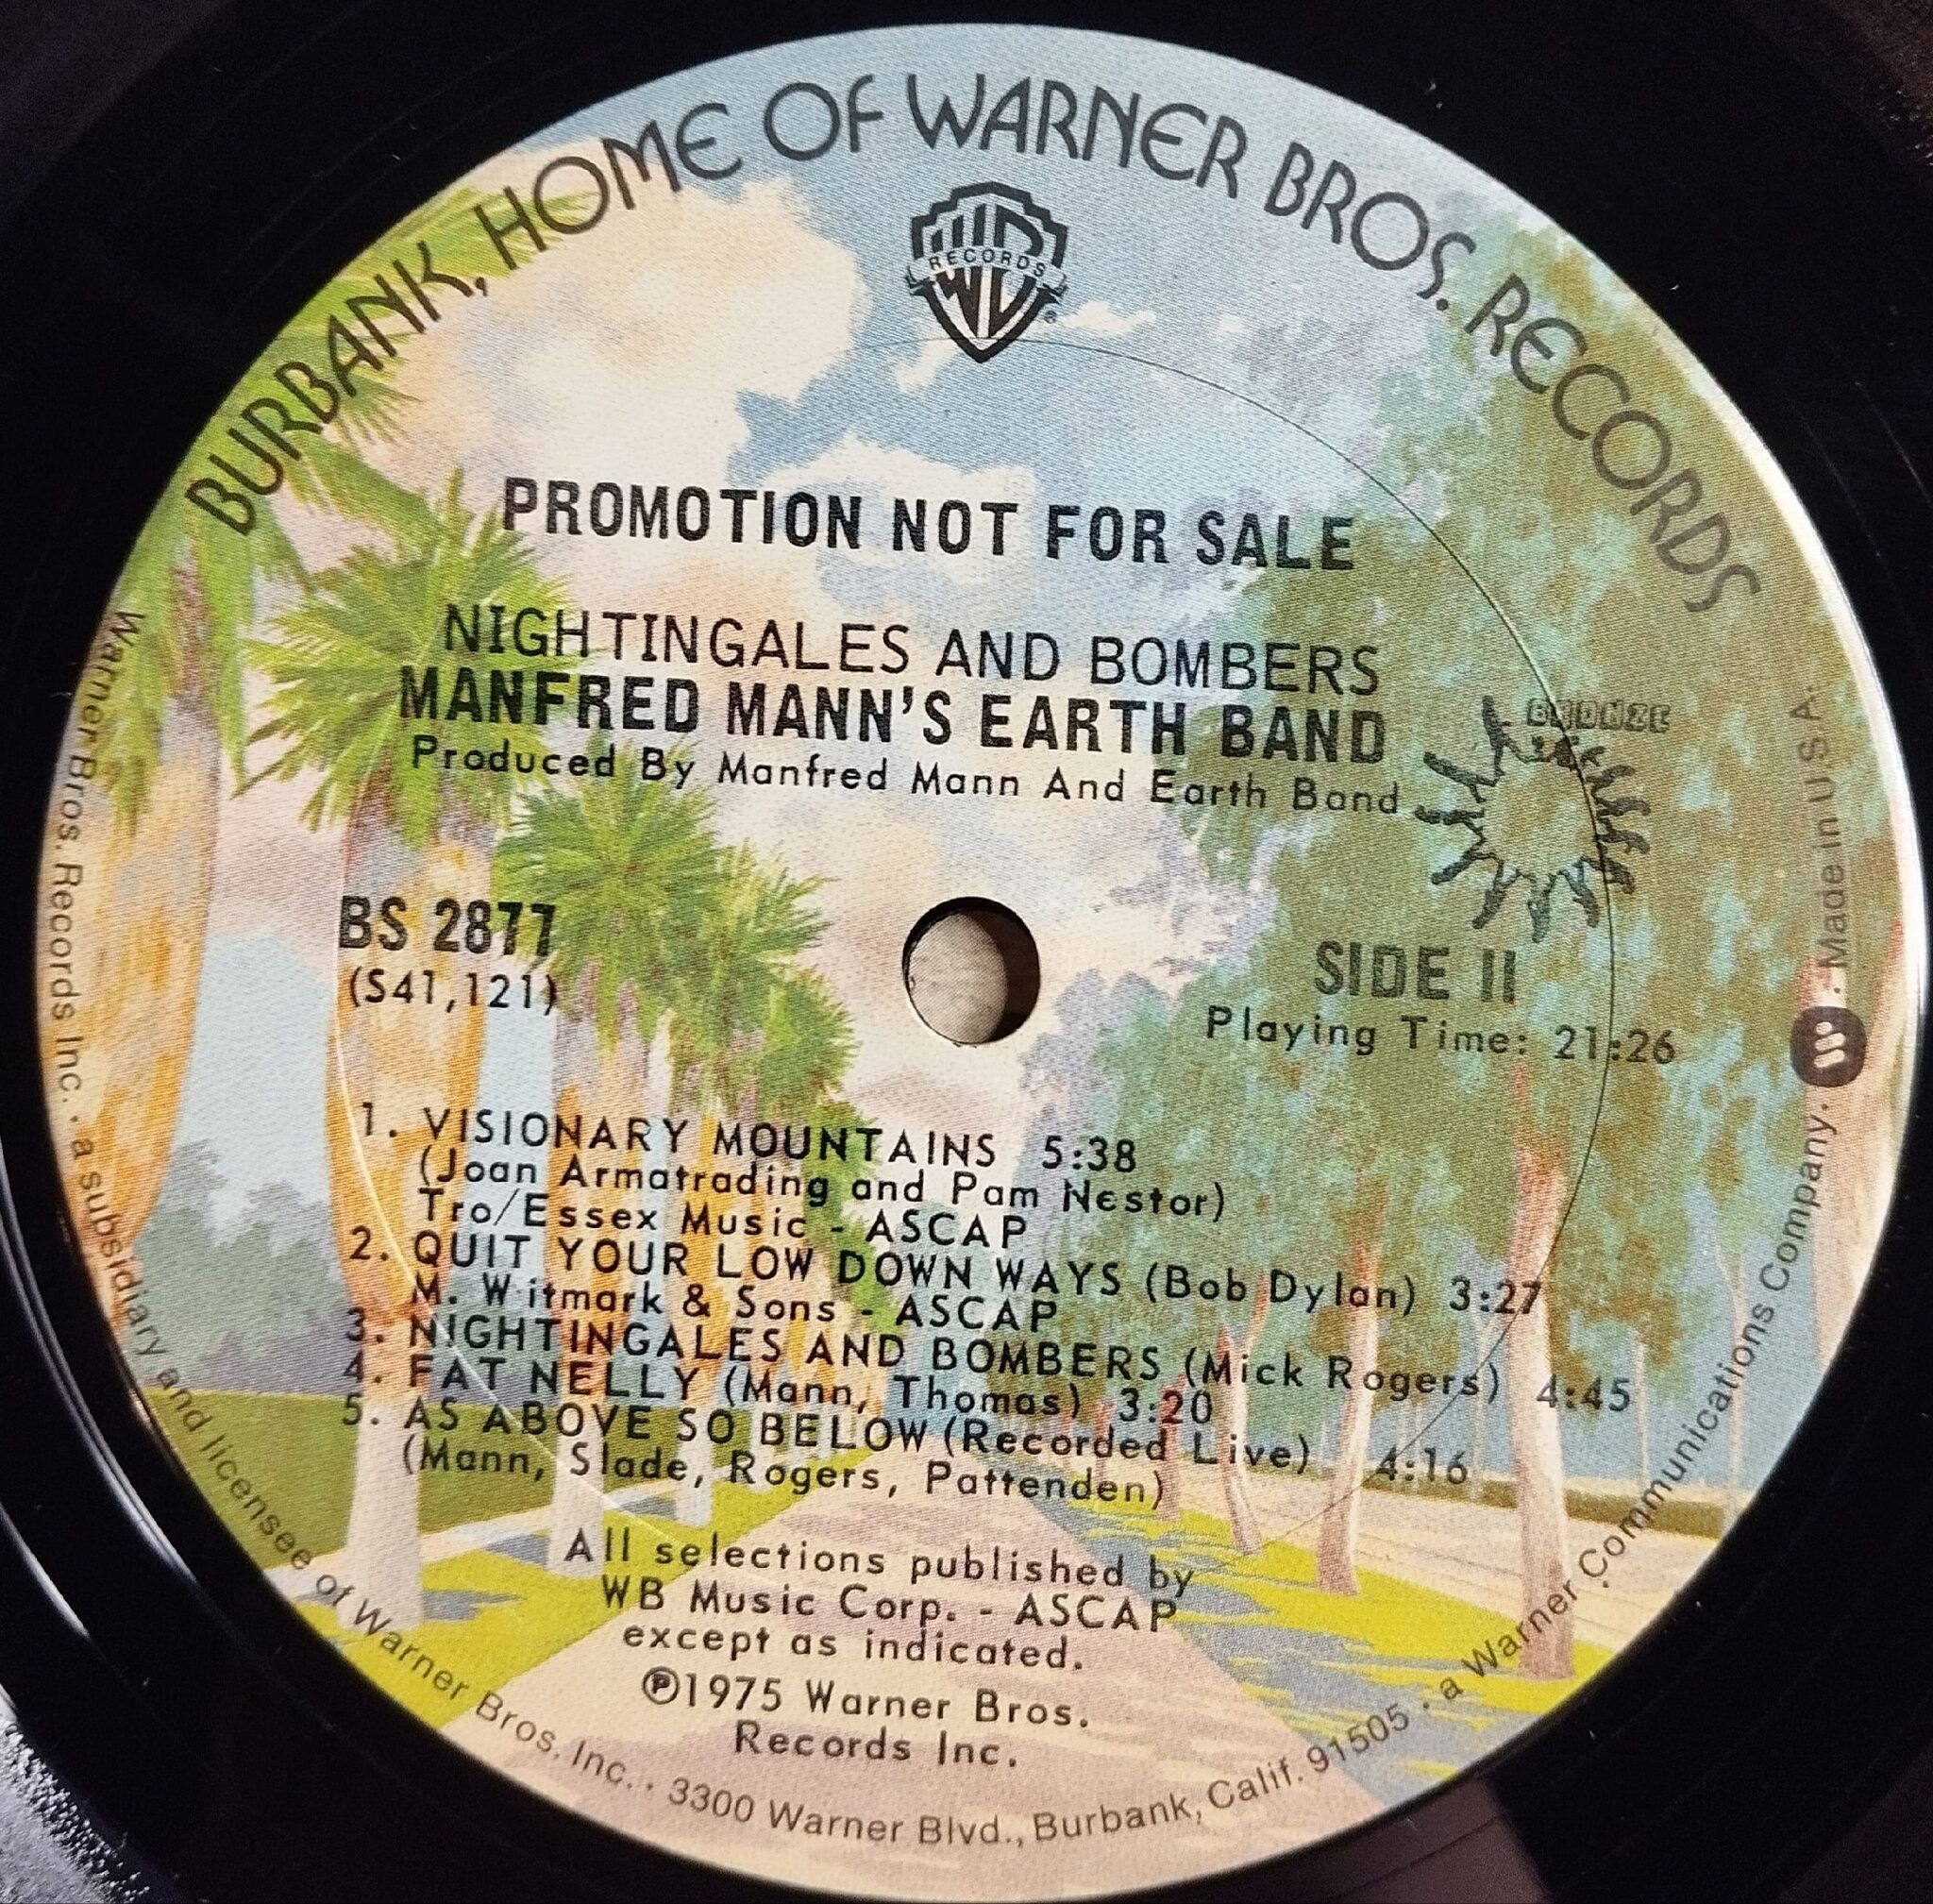 BURBANK, HOME OF WARNER BROS. RECORDS
RECORDS
®
PROMOTION NOT FOR SALE
NIGHTINGALES AND BOMBERS
MANFRED MANN'S EARTH BAND
Produced By Manfred Mann And Earth Band
BRONZE
BS 2877
(S41,121)
SIDE II
Playing Time: 21:26
1. VISIONARY MOUNTAINS 5:38
(Joan Armatrading and Pam Nestor)
Tro/Essex Music - ASCAP
2. QUIT YOUR LOW DOWN WAYS (Bob Dylan) 3:27
M. Witmark & Sons - ASCAP
3. NIGHTINGALES AND BOMBERS (Mick Rogers) 4:45
4. FAT NELLY (Mann, Thomas) 3:20
5. AS ABOVE SO BELOW (Recorded Live) 4:16
(Mann, Slade, Rogers, Pattenden)
All selections published by
WB Music Corp. - ASCAP
except as indicated.
℗1975 Warner Bros.
Records Inc.
Warner Bros. Records Inc. · a subsidiary and licensee of Warner Bros. Inc. · 3300 Warner Blvd., Burbank, Calif. 91505 · a Warner Communications Company. · Made in U.S.A.